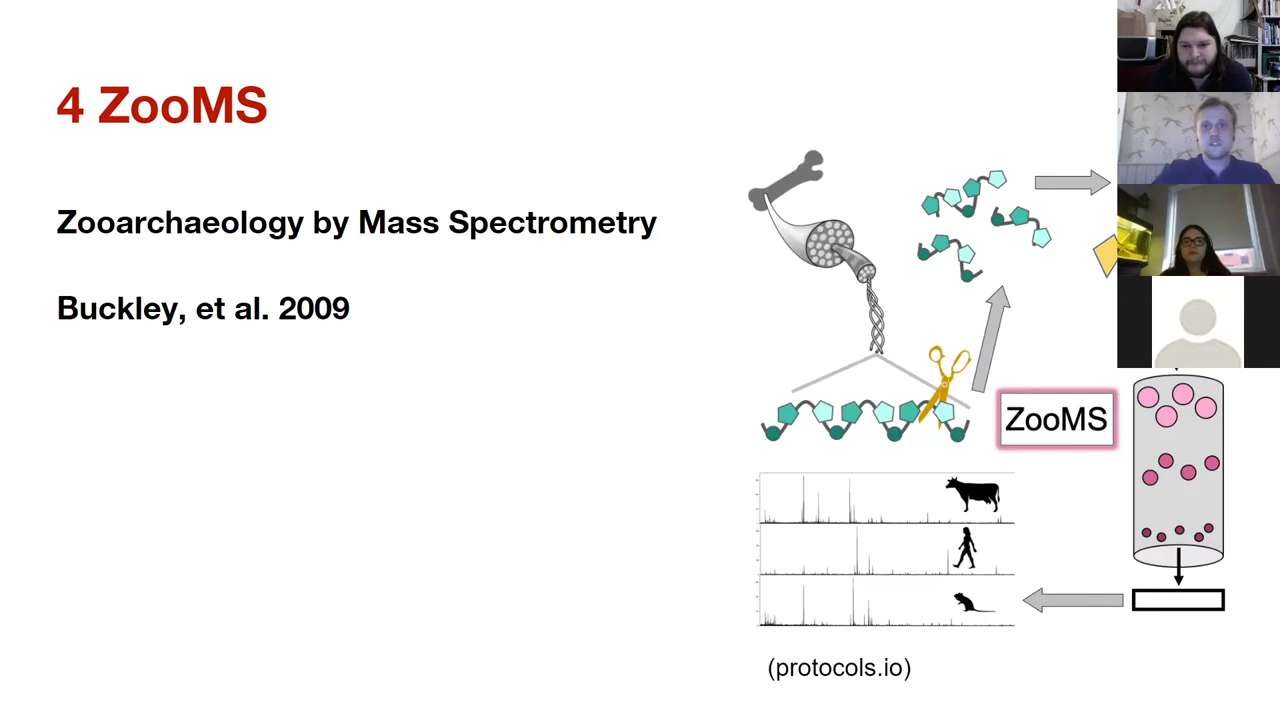 4 ZooMS
Zooarchaeology by Mass Spectrometry
Buckley, et al. 2009
ZooMS
(protocols.io)